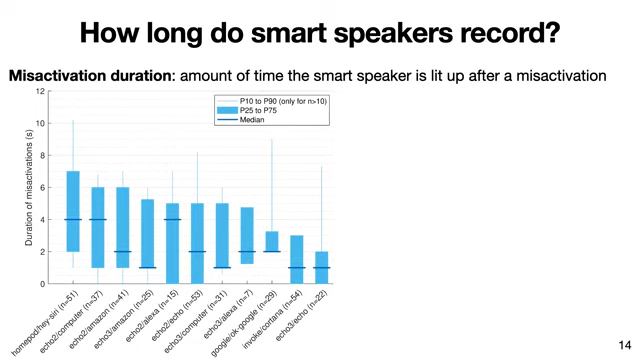 How long do smart speakers record?
Misactivation duration: amount of time the smart speaker is lit up after a misactivation
12
10
8
6
4
2
0
Duration of misactivations (s)
P10 to P90 (only for n>10)
P25 to P75
Median
homepod/hey-siri (n=51)
echo2/computer (n=37)
echo2/amazon (n=41)
echo3/amazon (n=25)
echo2/alexa (n=15)
echo2/echo (n=53)
echo3/computer (n=31)
echo3/alexa (n=7)
google/ok-google (n=29)
invoke/cortana (n=54)
echo3/echo (n=22)
14